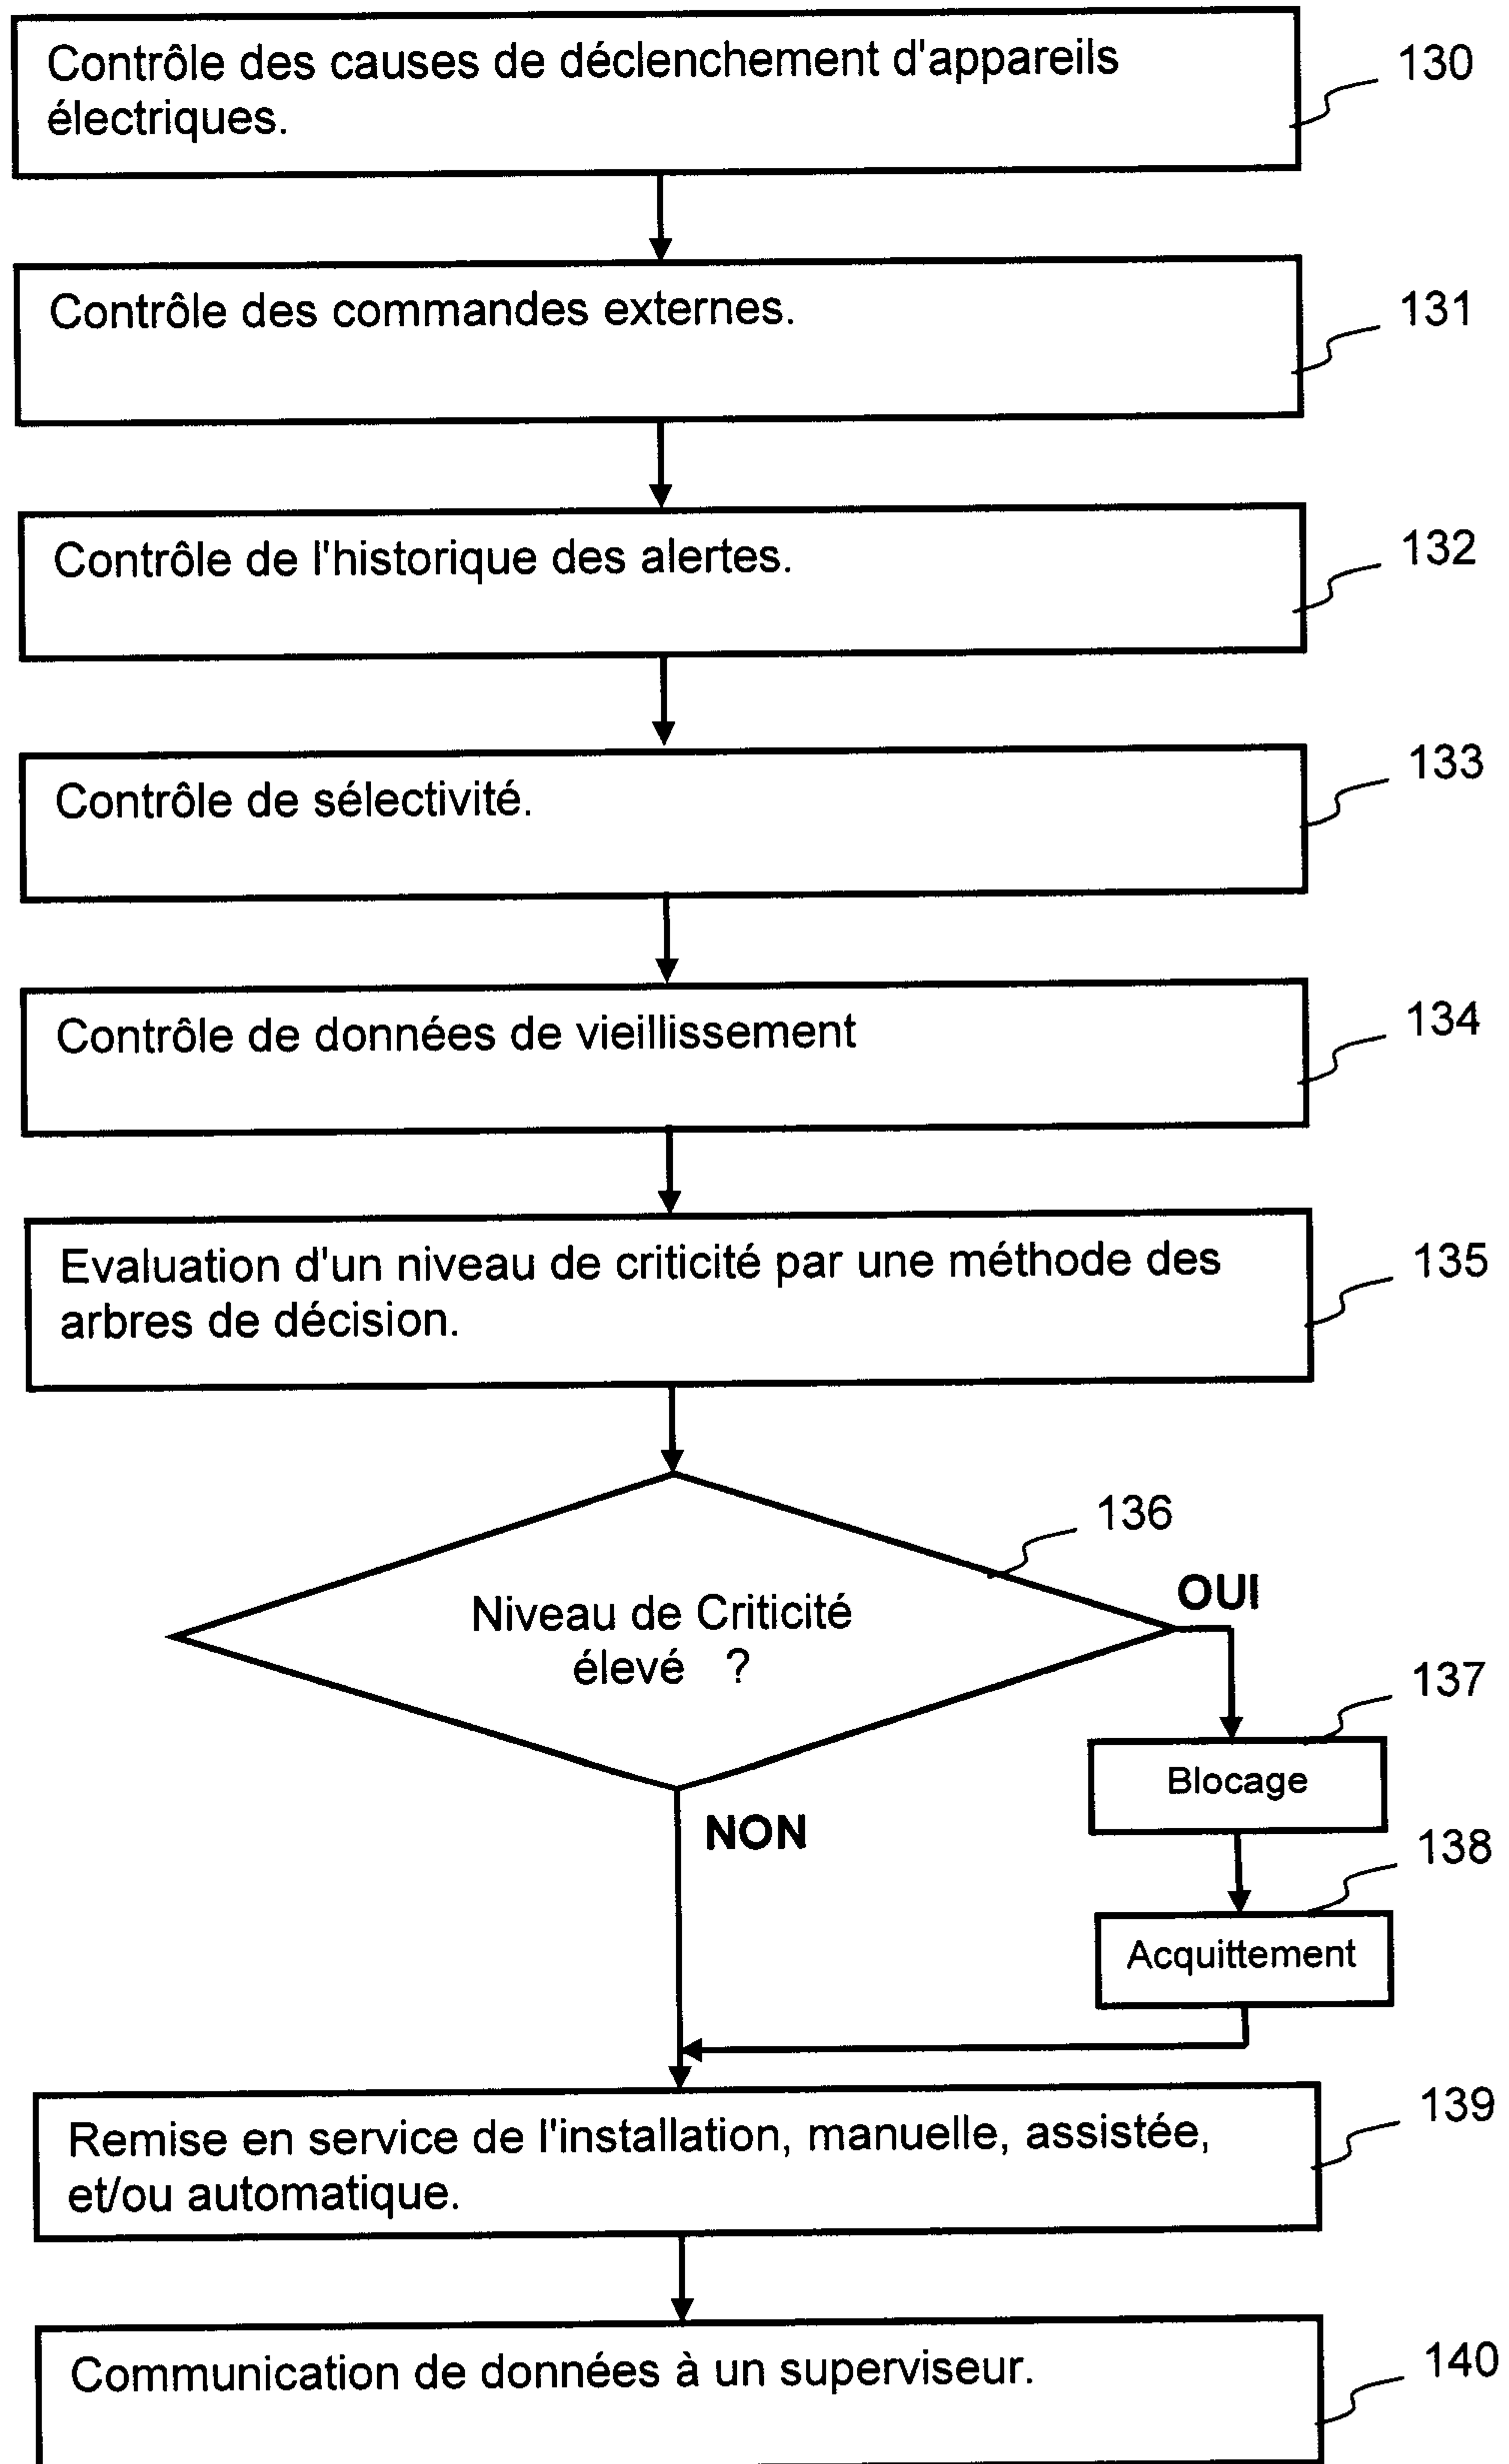 Contrôle des causes de déclenchement d'appareils
électriques.
130
Contrôle des commandes externes.
131
Contrôle de l'historique des alertes.
132
Contrôle de sélectivité.
133
Contrôle de données de vieillissement
134
Evaluation d'un niveau de criticité par une méthode des
arbres de décision.
135
136
Niveau de Criticité
élevé ?
OUI
137
Blocage
NON
138
Acquittement
139
Remise en service de l'installation, manuelle, assistée,
et/ou automatique.
Communication de données à un superviseur.
140